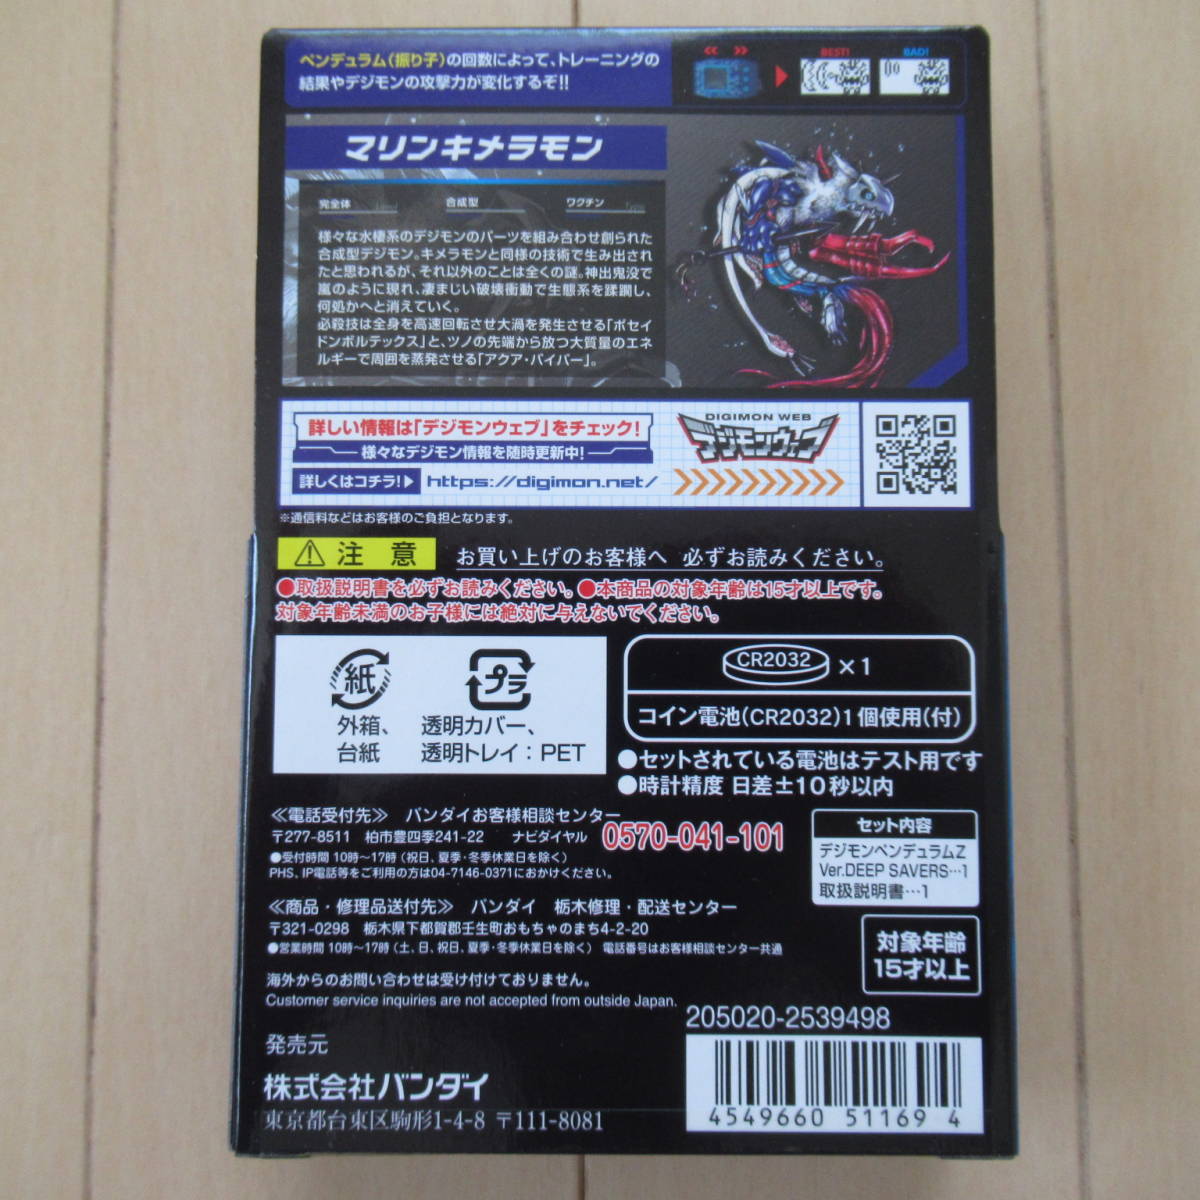 ペンデュラム(振り子)の回数によって、トレーニングの
結果やデジモンの攻撃力が変化するぞ!!
BEST!
BAD!
マリンキメラモン
完全体
合成型
ワクチン
様々な水棲系のデジモンのパーツを組み合わせ創られた
合成型デジモン。キメラモンと同様の技術で生み出され
たと思われるが、それ以外のことは全くの謎。神出鬼没で
嵐のように現れ、凄まじい破壊衝動で生態系を蹂躙し、
何処かへと消えていく。
必殺技は全身を高速回転させ大渦を発生させる「ポセイ
ドンボルテックス」と、ツノの先端から放つ大質量のエネ
ルギーで周囲を蒸発させる「アクア・バイパー」。
詳しい情報は「デジモンウェブ」をチェック!
様々なデジモン情報を随時更新中!
詳しくはコチラ!▶ https://digimon.net/
DIGIMON WEB
デジモンウェブ
※通信料などはお客様のご負担となります。
⚠注意 お買い上げのお客様へ 必ずお読みください。
●取扱説明書を必ずお読みください。●本商品の対象年齢は15才以上です。
対象年齢未満のお子様には絶対に与えないでください。
紙
外箱、
台紙
プラ
透明カバー、
透明トレイ:PET
CR2032 ×1
コイン電池(CR2032)1個使用(付)
●セットされている電池はテスト用です
●時計精度 日差±10秒以内
≪電話受付先≫ バンダイお客様相談センター
〒277-8511 柏市豊四季241-22 ナビダイヤル 0570-041-101
●受付時間 10時〜17時(祝日、夏季・冬季休業日を除く)
PHS、IP電話等をご利用の方は04-7146-0371におかけください。
セット内容
デジモンペンデュラムZ
Ver.DEEP SAVERS…1
取扱説明書…1
≪商品・修理品送付先≫ バンダイ 栃木修理・配送センター
〒321-0298 栃木県下都賀郡壬生町おもちゃのまち4-2-20
●営業時間 10時〜17時(土、日、祝日、夏季・冬季休業日を除く) 電話番号はお客様相談センター共通
対象年齢
15才以上
海外からのお問い合わせは受け付けておりません。
Customer service inquiries are not accepted from outside Japan.
205020-2539498
発売元
株式会社バンダイ
東京都台東区駒形1-4-8 〒111-8081
4549660 511694